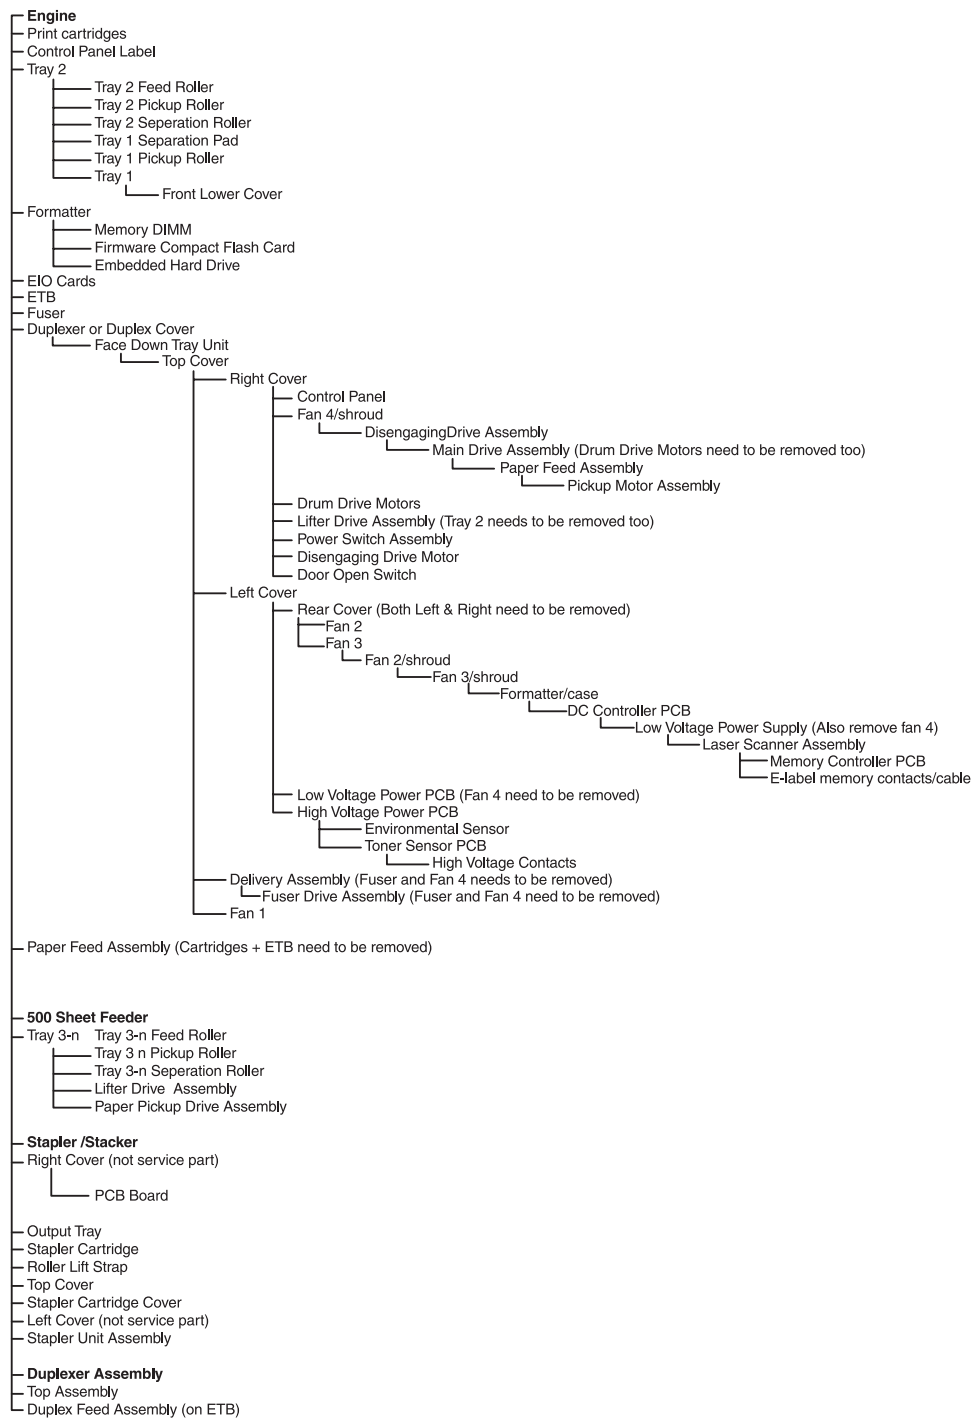 Engine
Print cartridges
Control Panel Label
Tray 2
Tray 2 Feed Roller
Tray 2 Pickup Roller
Tray 2 Seperation Roller
Tray 1 Separation Pad
Tray 1 Pickup Roller
Tray 1
Front Lower Cover
Formatter
Memory DIMM
Firmware Compact Flash Card
Embedded Hard Drive
EIO Cards
ETB
Fuser
Duplexer or Duplex Cover
Face Down Tray Unit
Top Cover
Right Cover
Control Panel
Fan 4/shroud
DisengagingDrive Assembly
Main Drive Assembly (Drum Drive Motors need to be removed too)
Paper Feed Assembly
Pickup Motor Assembly
Drum Drive Motors
Lifter Drive Assembly (Tray 2 needs to be removed too)
Power Switch Assembly
Disengaging Drive Motor
Door Open Switch
Left Cover
Rear Cover (Both Left & Right need to be removed)
Fan 2
Fan 3
Fan 2/shroud
Fan 3/shroud
Formatter/case
DC Controller PCB
Low Voltage Power Supply (Also remove fan 4)
Laser Scanner Assembly
Memory Controller PCB
E-label memory contacts/cable
Low Voltage Power PCB (Fan 4 need to be removed)
High Voltage Power PCB
Environmental Sensor
Toner Sensor PCB
High Voltage Contacts
Delivery Assembly (Fuser and Fan 4 needs to be removed)
Fuser Drive Assembly (Fuser and Fan 4 need to be removed)
Fan 1
Paper Feed Assembly (Cartridges + ETB need to be removed)
500 Sheet Feeder
Tray 3-n Tray 3-n Feed Roller
Tray 3 n Pickup Roller
Tray 3-n Seperation Roller
Lifter Drive Assembly
Paper Pickup Drive Assembly
Stapler /Stacker
Right Cover (not service part)
PCB Board
Output Tray
Stapler Cartridge
Roller Lift Strap
Top Cover
Stapler Cartridge Cover
Left Cover (not service part)
Stapler Unit Assembly
Duplexer Assembly
Top Assembly
Duplex Feed Assembly (on ETB)